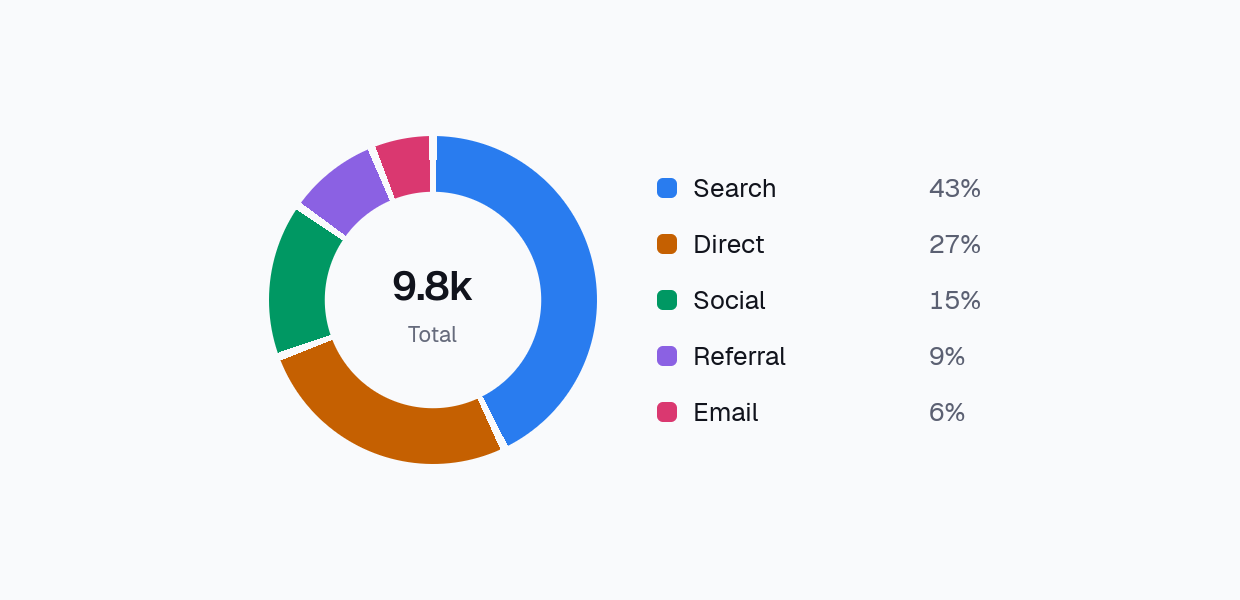 9.8k
Total
Search 43%
Direct 27%
Social 15%
Referral 9%
Email 6%